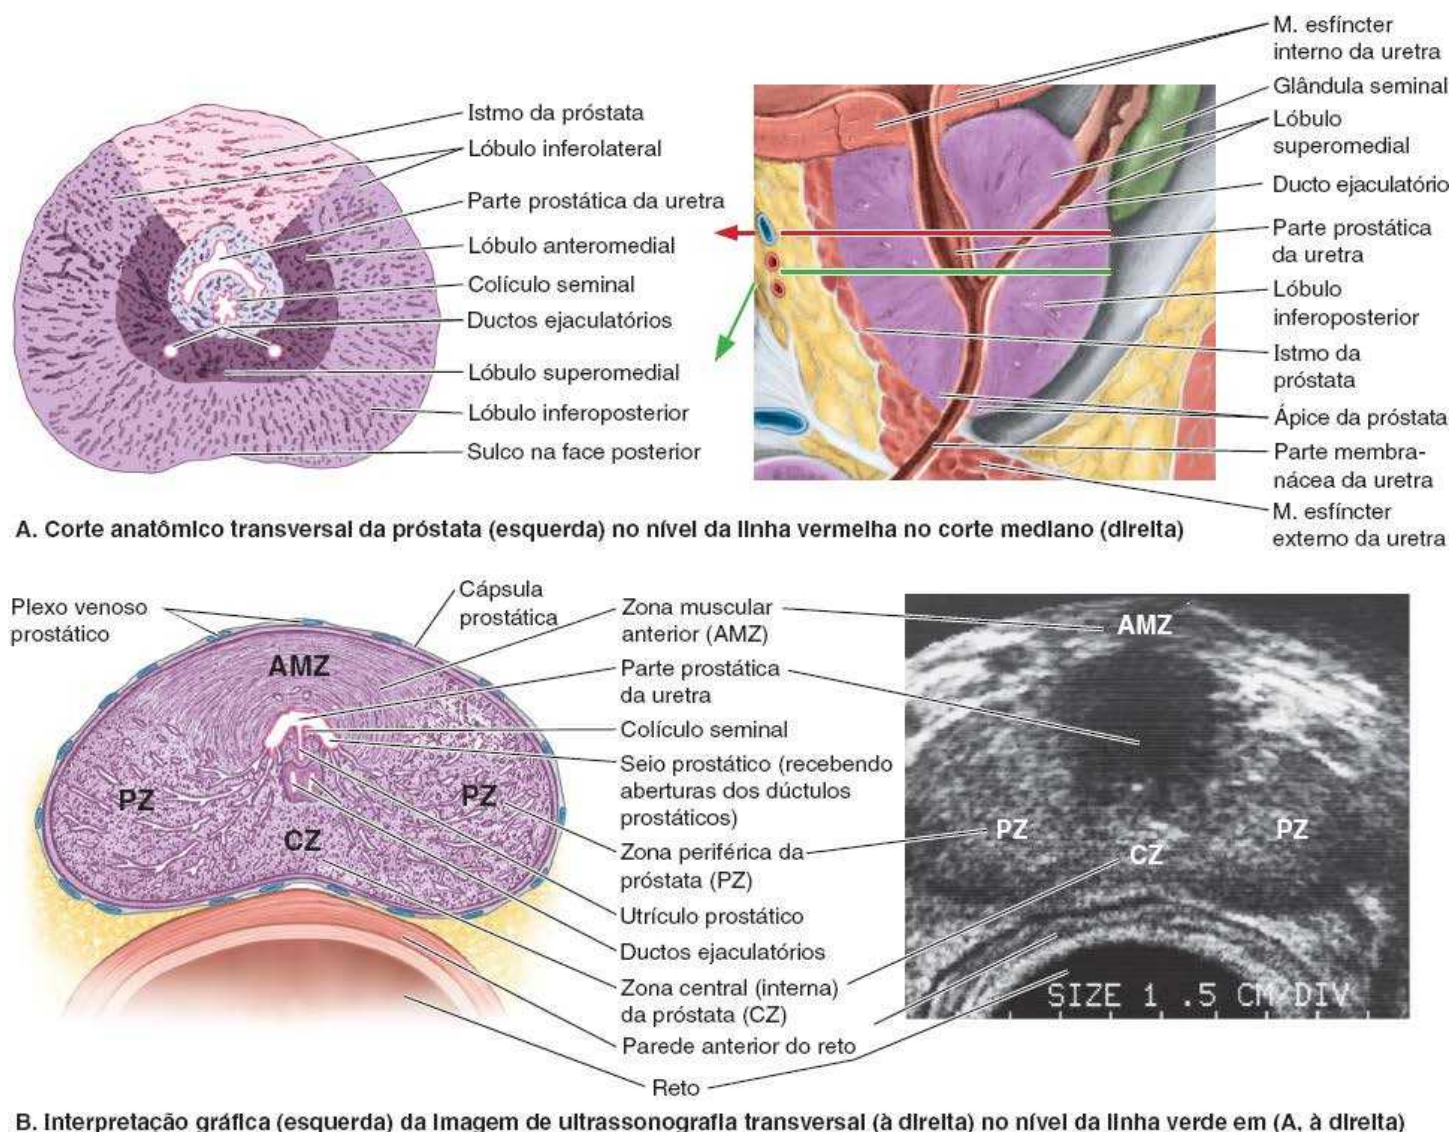 Istmo da próstata
Lóbulo inferolateral
Parte prostática da uretra
Lóbulo anteromedial
Colículo seminal
Ductos ejaculatórios
Lóbulo superomedial
Lóbulo inferoposterior
Sulco na face posterior
M. esfíncter
interno da uretra
Glândula seminal
Lóbulo
superomedial
Ducto ejaculatório
Parte prostática
da uretra
Lóbulo
inferoposterior
Istmo da
próstata
Ápice da próstata
Parte membra-
nácea da uretra
M. esfíncter
externo da uretra
A. Corte anatômico transversal da próstata (esquerda) no nível da linha vermelha no corte mediano (direita)
Plexo venoso
prostático
Cápsula
prostática
AMZ
PZ
PZ
CZ
Zona muscular
anterior (AMZ)
Parte prostática
da uretra
Colículo seminal
Seio prostático (recebendo
aberturas dos dúctulos
prostáticos)
Zona periférica da
próstata (PZ)
Utrículo prostático
Ductos ejaculatórios
Zona central (interna)
da próstata (CZ)
Parede anterior do reto
Reto
AMZ
PZ
PZ
CZ
SIZE 1 .5 CM/DIV
B. Interpretação gráfica (esquerda) da imagem de ultrassonografia transversal (à direita) no nível da linha verde em (A, à direita)